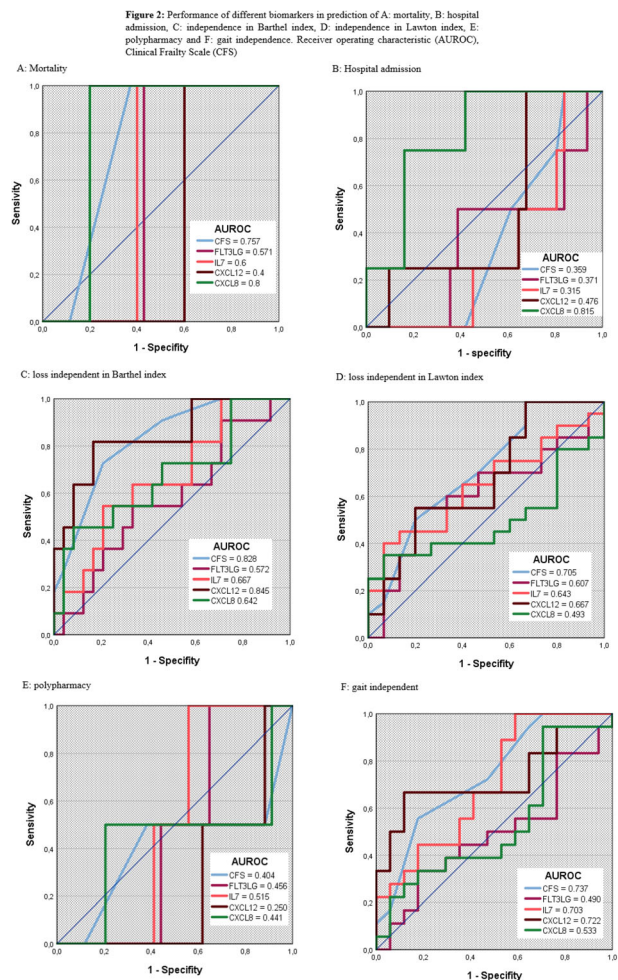 Figure 2: Performance of different biomarkers in prediction of A: mortality, B: hospital
admission, C: independence in Barthel index, D: independence in Lawton index, E:
polypharmacy and F: gait independence. Receiver operating characteristic (AUROC),
Clinical Frailty Scale (CFS)
A: Mortality
1,0
0,8
0,6
0,4
0,2
0,0
Sensivity
AUROC
CFS = 0.757
FLT3LG = 0.571
IL7 = 0.6
CXCL12 = 0.4
CXCL8 = 0.8
0,0 0,2 0,4 0,6 0,8 1,0
1 - Specifity
B: Hospital admission
1,0
0,8
0,6
0,4
0,2
0,0
Sensivity
AUROC
CFS = 0.359
FLT3LG = 0.371
IL7 = 0.315
CXCL12 = 0.476
CXCL8 = 0.815
0,0 0,2 0,4 0,6 0,8 1,0
1 - specifity
C: loss independent in Barthel index
1,0
0,8
0,6
0,4
0,2
0,0
Sensivity
AUROC
CFS = 0.828
FLT3LG = 0.572
IL7 = 0.667
CXCL12 = 0.845
CXCL8 0.642
0,0 0,2 0,4 0,6 0,8 1,0
1 - Specifity
D: loss independent in Lawton index
1,0
0,8
0,6
0,4
0,2
0,0
Sensivity
AUROC
CFS = 0.705
FLT3LG = 0.607
IL7 = 0.643
CXCL12 = 0.667
CXCL8 = 0.493
0,0 0,2 0,4 0,6 0,8 1,0
1 - Specifity
E: polypharmacy
1,0
0,8
0,6
0,4
0,2
0,0
Sensivity
AUROC
CFS = 0.404
FLT3LG = 0.456
IL7 = 0.515
CXCL12 = 0.250
CXCL8 = 0.441
0,0 0,2 0,4 0,6 0,8 1,0
1 - Specifity
F: gait independent
1,0
0,8
0,6
0,4
0,2
0,0
Sensivity
AUROC
CFS = 0.737
FLT3LG = 0.490
IL7 = 0.703
CXCL12 = 0.722
CXCL8 = 0.533
0,0 0,2 0,4 0,6 0,8 1,0
1 - Specifity